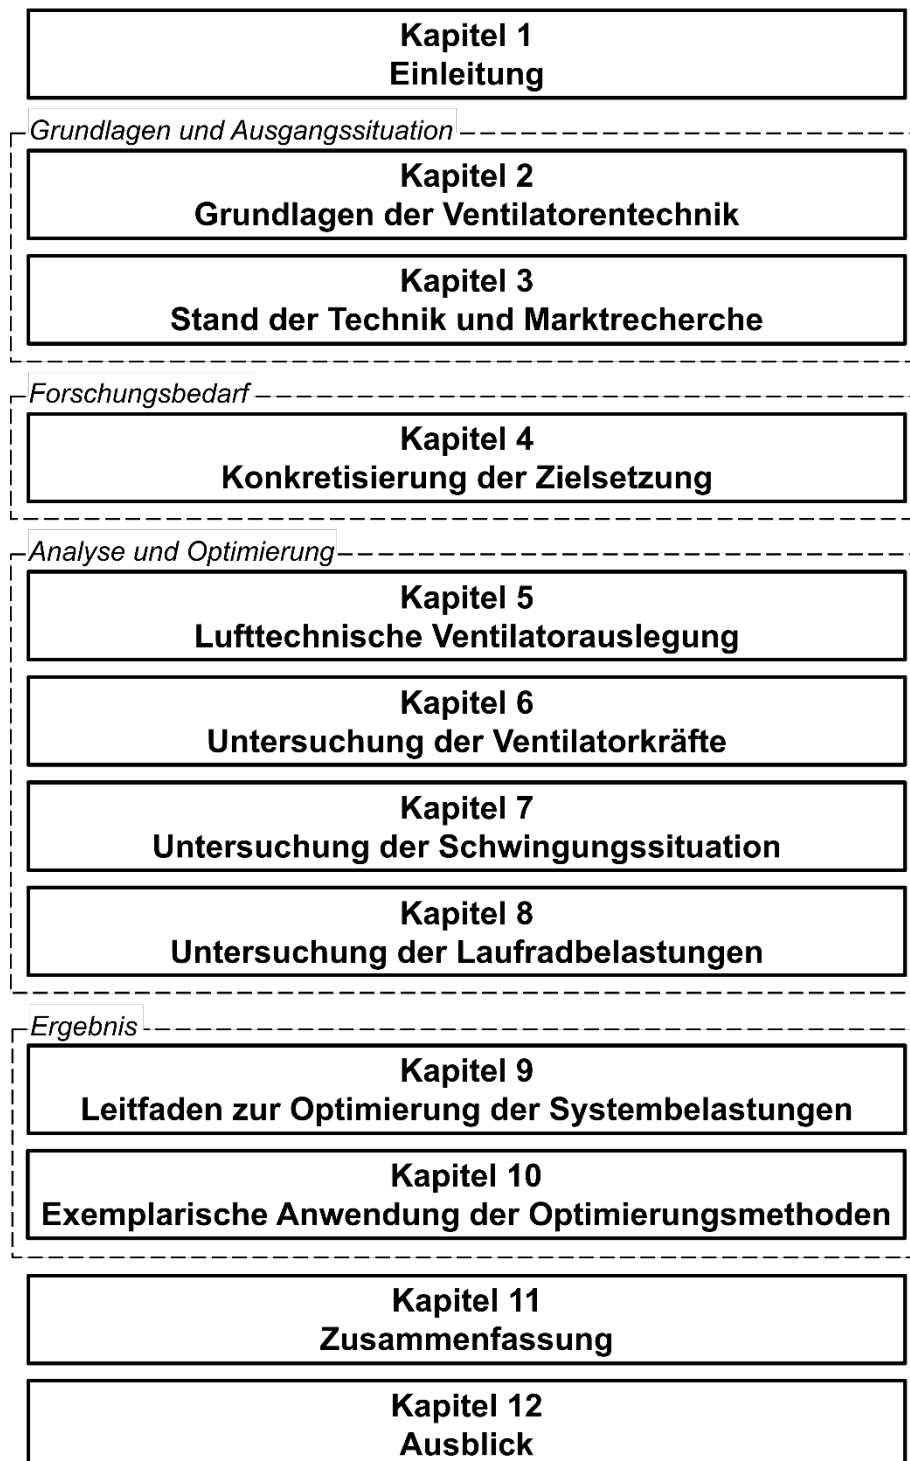 Kapitel 1
Einleitung
Grundlagen und Ausgangssituation
Kapitel 2
Grundlagen der Ventilatorentechnik
Kapitel 3
Stand der Technik und Marktrecherche
Forschungsbedarf
Kapitel 4
Konkretisierung der Zielsetzung
Analyse und Optimierung
Kapitel 5
Lufttechnische Ventilatorauslegung
Kapitel 6
Untersuchung der Ventilatorkräfte
Kapitel 7
Untersuchung der Schwingungssituation
Kapitel 8
Untersuchung der Laufradbelastungen
Ergebnis
Kapitel 9
Leitfaden zur Optimierung der Systembelastungen
Kapitel 10
Exemplarische Anwendung der Optimierungsmethoden
Kapitel 11
Zusammenfassung
Kapitel 12
Ausblick